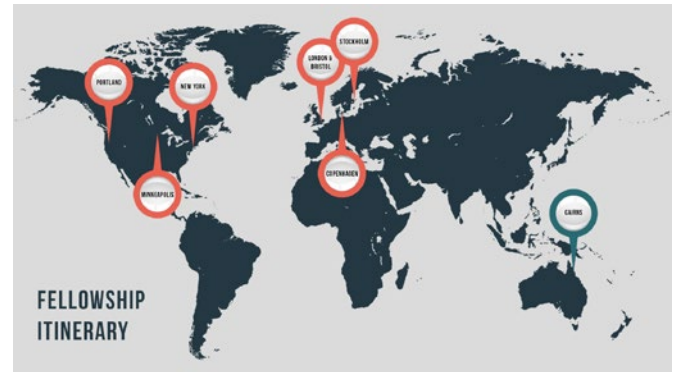 STOCKHOLM
LONDON &
BRISTOL
PORTLAND
NEW YORK
COPENHAGEN
MINNEAPOLIS
CAIRNS
FELLOWSHIP
ITINERARY